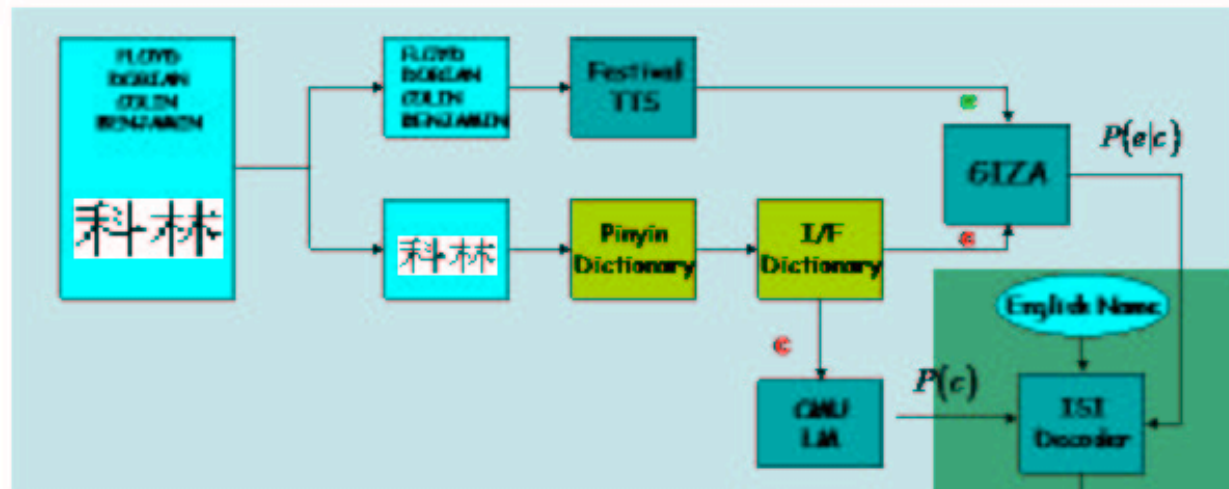 FLOYD
DORIAN
COLIN
BENJAMIN
科林
FLOYD
DORIAN
COLIN
BENJAMIN
Festival
TTS
e
GIZA
P(e|c)
科林
Pinyin
Dictionary
I/F
Dictionary
c
English Name
c
CMU
LM
P(c)
ISI
Decoder